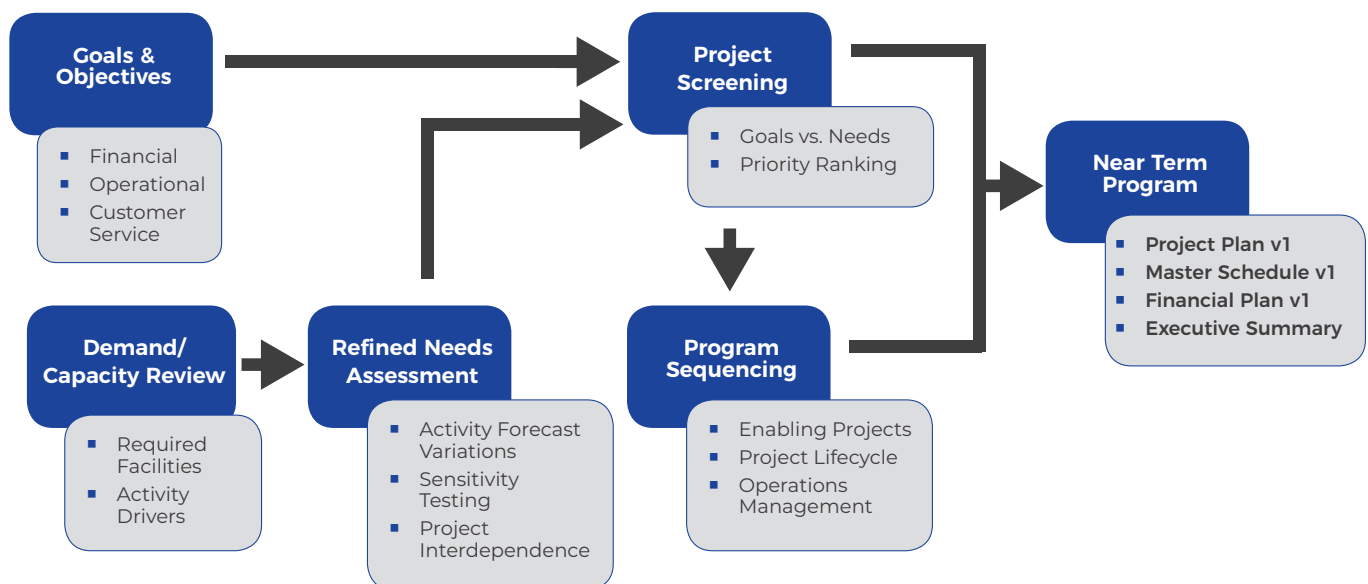 Goals &
Objectives
▪ Financial
▪ Operational
▪ Customer
Service
Project
Screening
▪ Goals vs. Needs
▪ Priority Ranking
Near Term
Program
▪ Project Plan v1
▪ Master Schedule v1
▪ Financial Plan v1
▪ Executive Summary
Demand/
Capacity Review
▪ Required
Facilities
▪ Activity
Drivers
Refined Needs
Assessment
▪ Activity Forecast
Variations
▪ Sensitivity
Testing
▪ Project
Interdependence
Program
Sequencing
▪ Enabling Projects
▪ Project Lifecycle
▪ Operations
Management